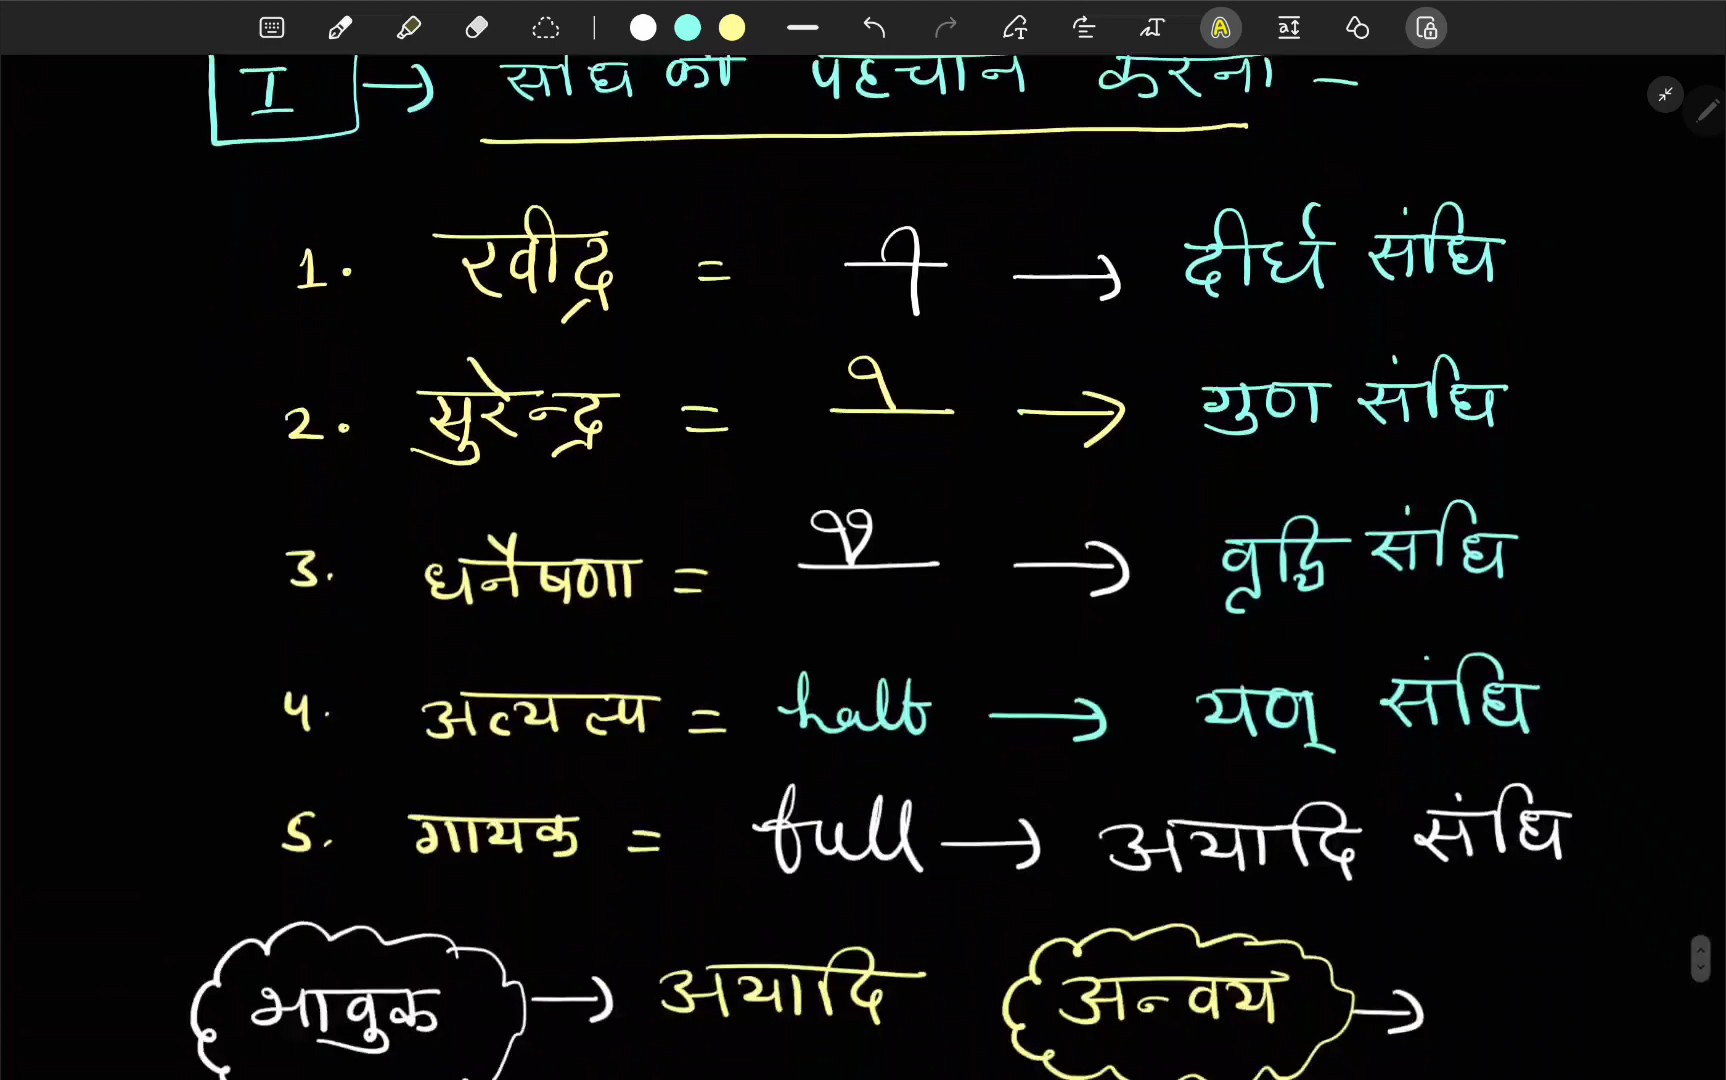 I → संधि की पहचान करना -
1. रवीद्र = ी → दीर्घ संधि
2. सुरेन्द्र = े → गुण संधि
3. धनैषणा = ै → वृद्धि संधि
4. अत्यल्प = half → यण् संधि
5. गायक = full → अयादि संधि
भावुक → अयादि अन्वय →